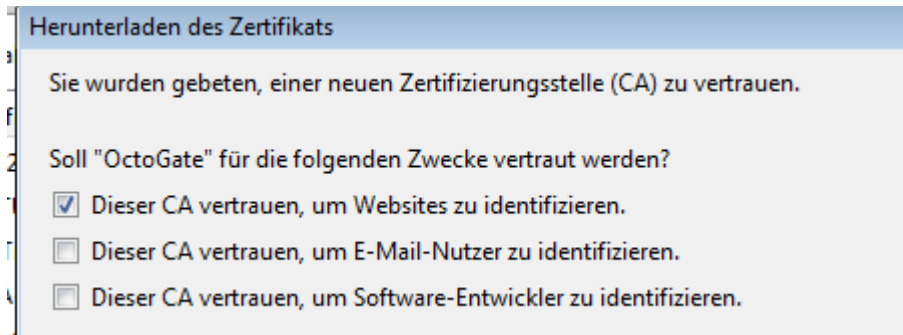 Herunterladen des Zertifikats
Sie wurden gebeten, einer neuen Zertifizierungsstelle (CA) zu vertrauen.
Soll "OctoGate" für die folgenden Zwecke vertraut werden?
Dieser CA vertrauen, um Websites zu identifizieren.
Dieser CA vertrauen, um E-Mail-Nutzer zu identifizieren.
Dieser CA vertrauen, um Software-Entwickler zu identifizieren.